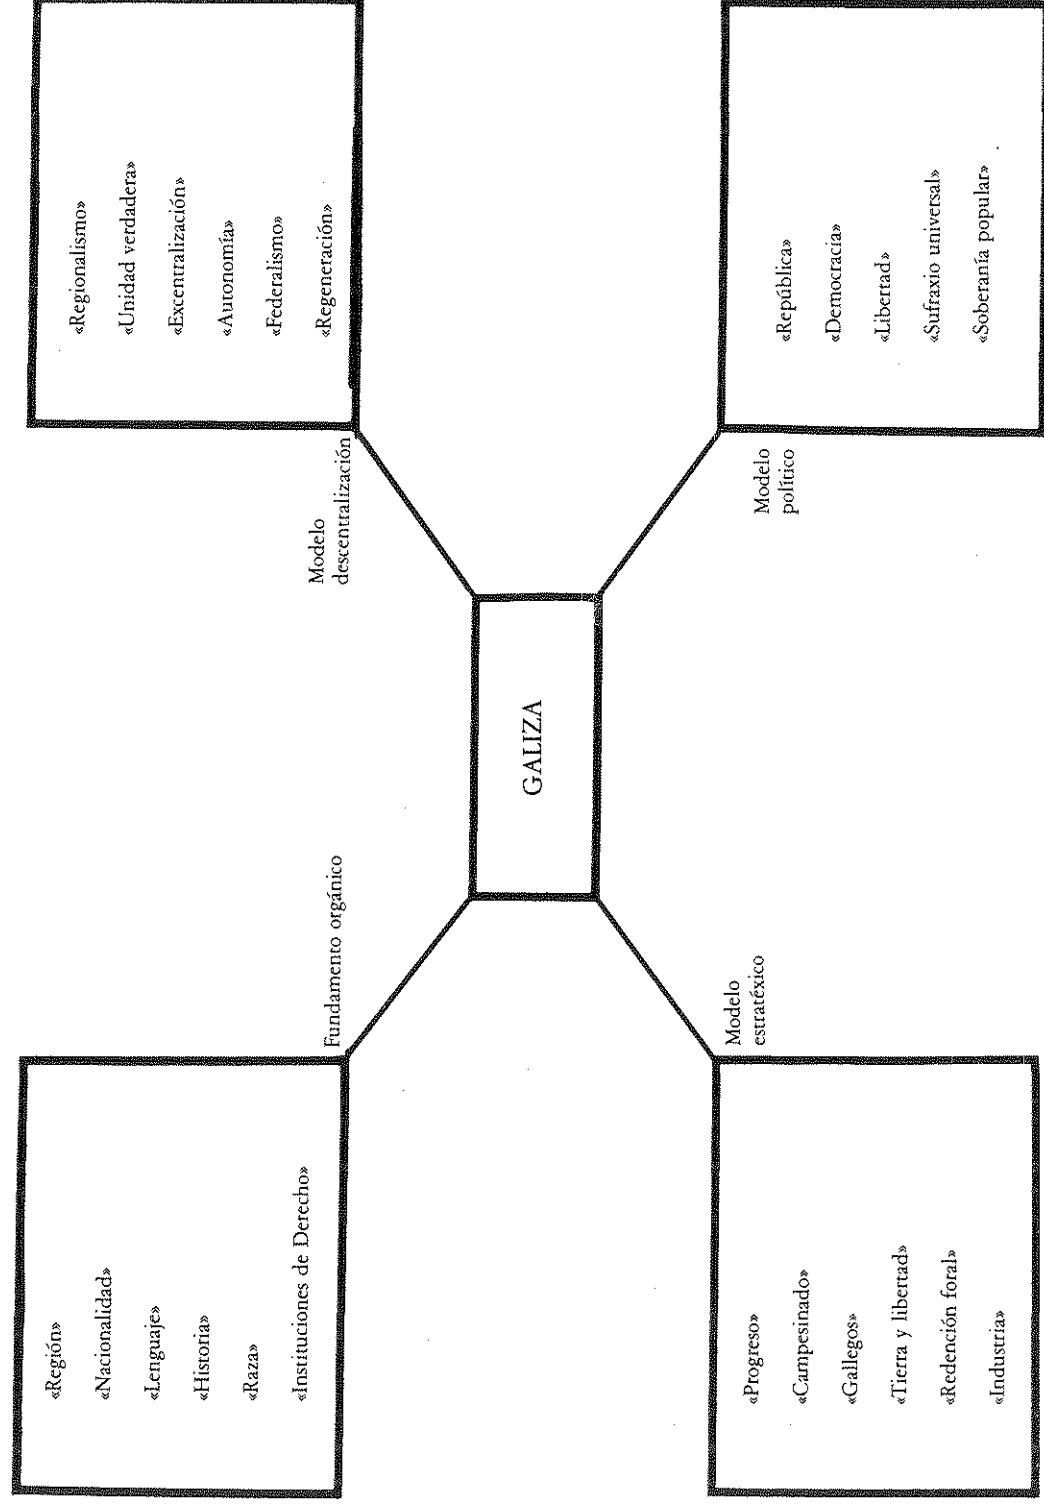 «Región»
«Nacionalidad»
«Lenguaje»
«Historia»
«Raza»
«Instituciones de Derecho»
Fundamento orgánico
«Regionalismo»
«Unidad verdadera»
«Excentralización»
«Autonomía»
«Federalismo»
«Regeneración»
Modelo
descentralización
GALIZA
Modelo
estratéxico
«Progreso»
«Campesinado»
«Gallegos»
«Tierra y libertad»
«Redención foral»
«Industria»
Modelo
político
«República»
«Democracia»
«Libertad»
«Sufraxio universal»
«Soberanía popular»